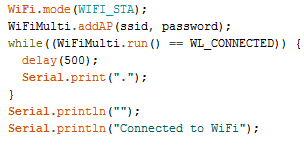 WiFi.mode(WIFI_STA);
WiFiMulti.addAP(ssid, password);
while((WiFiMulti.run() == WL_CONNECTED)) {
delay(500);
Serial.print(".");
}
Serial.println("");
Serial.println("Connected to WiFi");